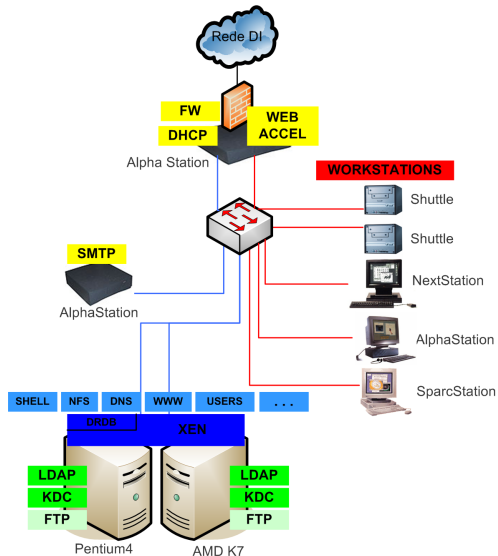 Rede DI
FW
WEB
ACCEL
DHCP
Alpha Station
WORKSTATIONS
Shuttle
Shuttle
SMTP
NextStation
AlphaStation
AlphaStation
SparcStation
SHELL
NFS
DNS
WWW
USERS
. . .
DRDB
XEN
LDAP
LDAP
KDC
KDC
FTP
FTP
Pentium4
AMD K7